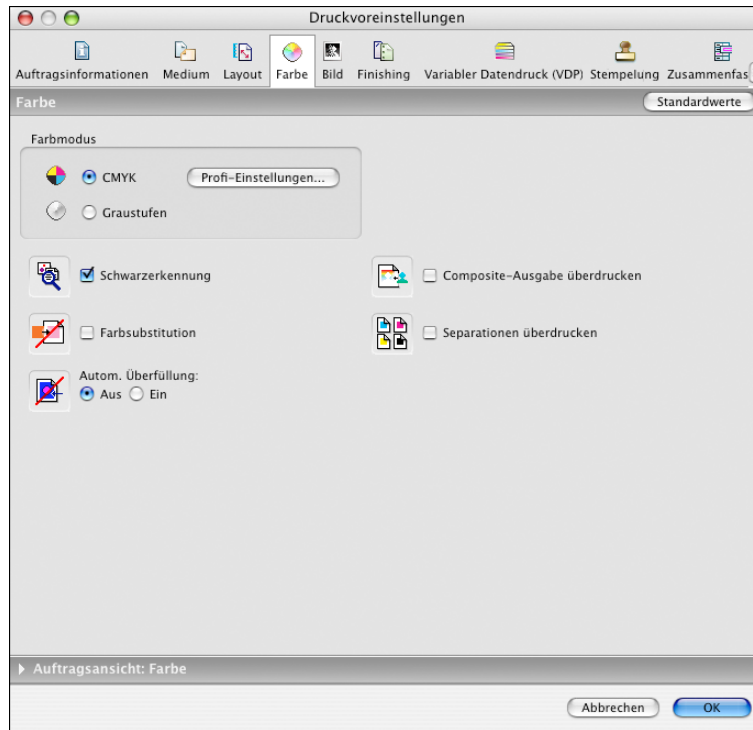 Druckvoreinstellungen
Auftragsinformationen Medium Layout Farbe Bild Finishing Variabler Datendruck (VDP) Stempelung Zusammenfas
Farbe Standardwerte
Farbmodus
CMYK Profi-Einstellungen...
Graustufen
Schwarzerkennung Composite-Ausgabe überdrucken
Farbsubstitution Separationen überdrucken
Autom. Überfüllung:
Aus Ein
Auftragsansicht: Farbe
Abbrechen OK